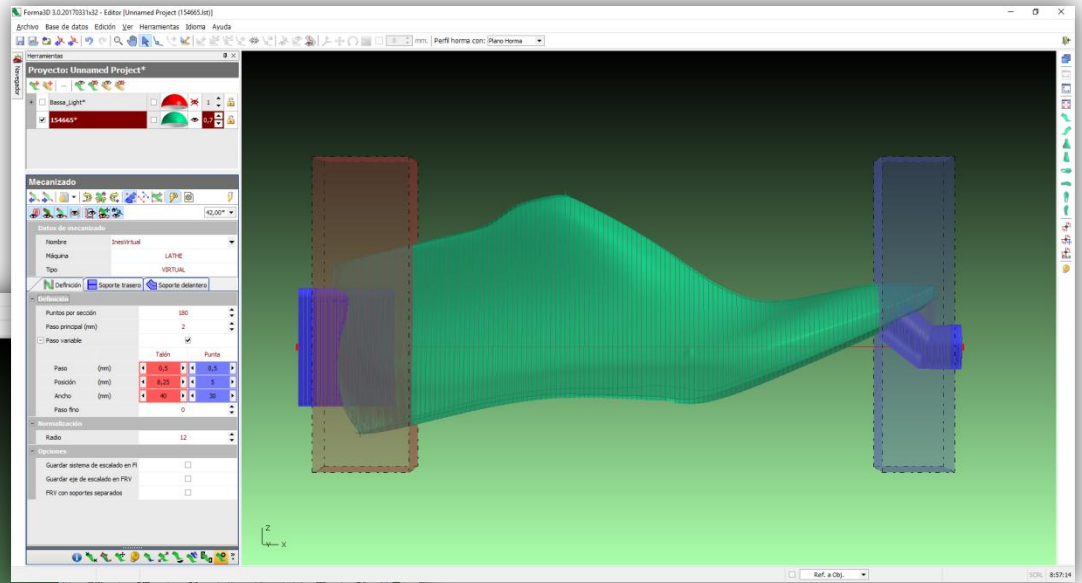 Forma3D 3.0.20170331x32 - Editor [Unnamed Project (154665.lst)]
Archivo Base de datos Edición Ver Herramientas Idioma Ayuda
mm. Perfil horma con: Plano Horma
Herramientas
Navegador
Proyecto: Unnamed Project*
Bassa_Light* 1
154665* 0,7
Mecanizado
42,00°
Datos de mecanizado
Nombre InesVirtual
Máquina LATHE
Tipo VIRTUAL
Definición Soporte trasero Soporte delantero
Definición
Puntos por sección 180
Paso principal (mm) 2
Paso variable
Talón Punta
Paso (mm) 0,5 0,5
Posición (mm) 8,25 5
Ancho (mm) 40 30
Paso fino 0
Normalización
Radio 12
Opciones
Guardar sistema de escalado en FI
Guardar eje de escalado en FRV
FRV con soportes separados
Z
Y X
Ref. a Obj.
SCRL 8:57:14